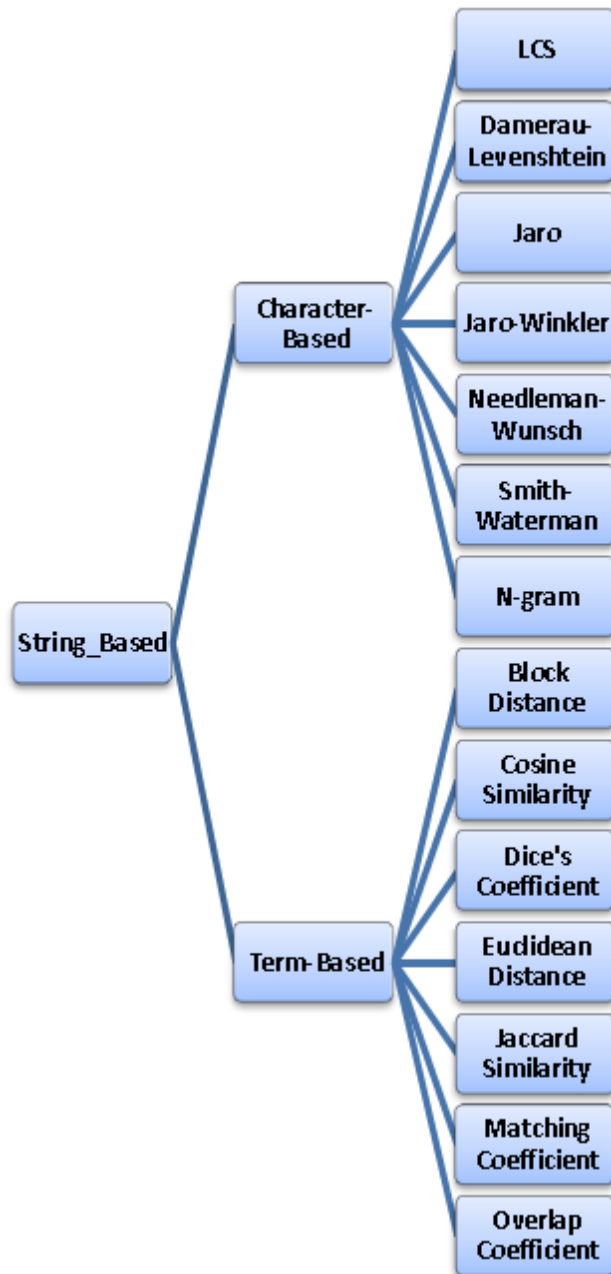 LCS
Damerau-
Levenshtein
Jaro
Character-
Based
Jaro-Winkler
Needleman-
Wunsch
Smith-
Waterman
N-gram
String_Based
Block
Distance
Cosine
Similarity
Dice's
Coefficient
Term-Based
Euclidean
Distance
Jaccard
Similarity
Matching
Coefficient
Overlap
Coefficient